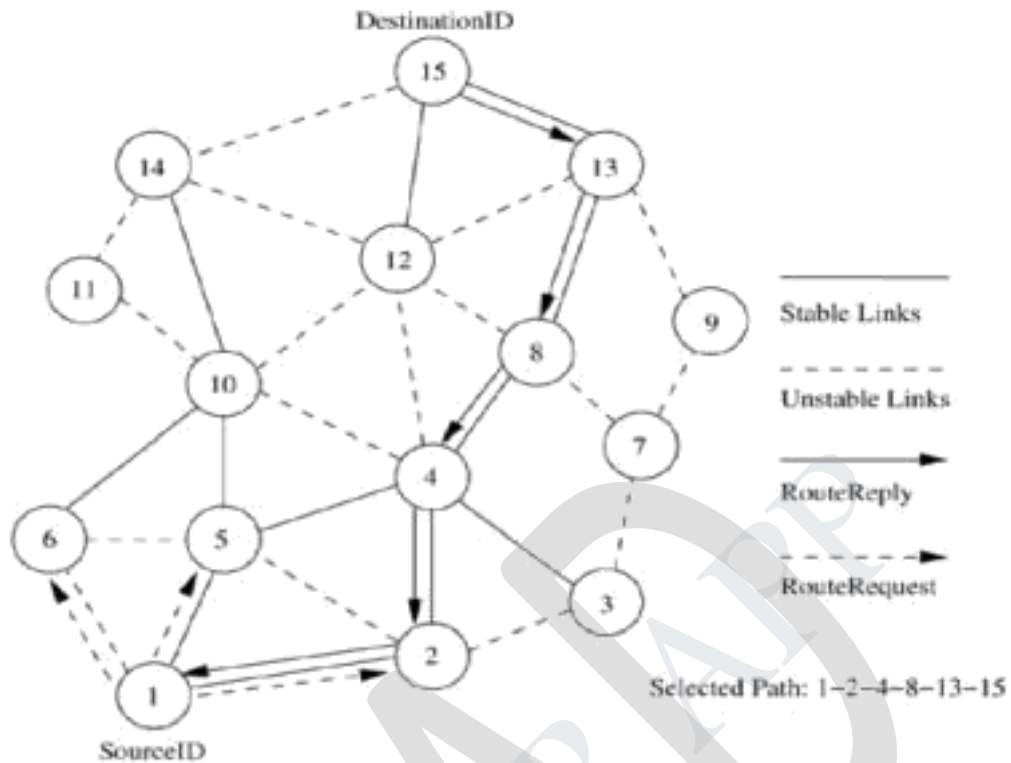 DestinationID
15
14
13
12
11
9
8
10
7
4
6
5
3
2
1
SourceID
Stable Links
Unstable Links
RouteReply
RouteRequest
Selected Path: 1-2-4-8-13-15
APP